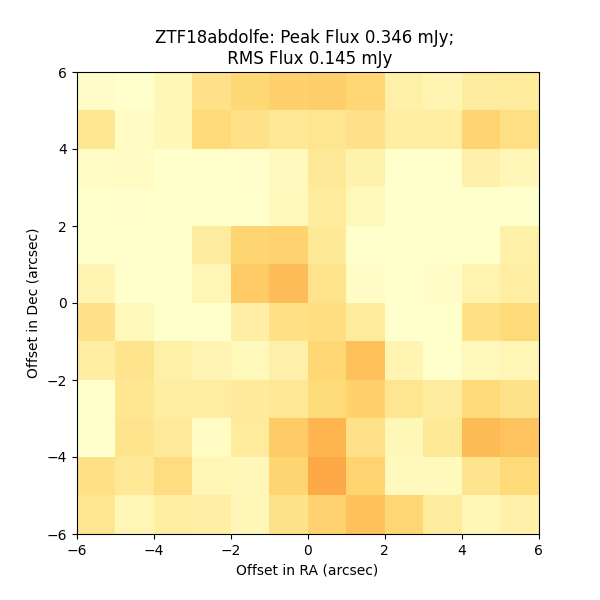 ZTF18abdolfe: Peak Flux 0.346 mJy;
RMS Flux 0.145 mJy
6
4
2
0
−2
−4
−6
Offset in Dec (arcsec)
−6 −4 −2 0 2 4 6
Offset in RA (arcsec)